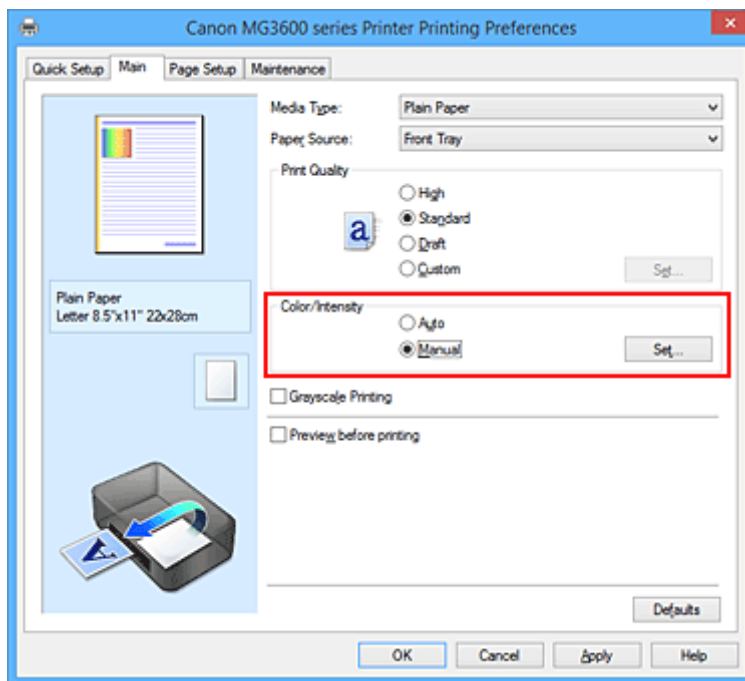 Canon MG3600 series Printer Printing Preferences
Quick Setup Main Page Setup Maintenance
Media Type: Plain Paper
Paper Source: Front Tray
Print Quality
High
a Standard
Draft
Custom Set...
Plain Paper
Letter 8.5"x11" 22x28cm
Color/Intensity
Auto
Manual Set...
Grayscale Printing
Preview before printing
A
Defaults
OK Cancel Apply Help